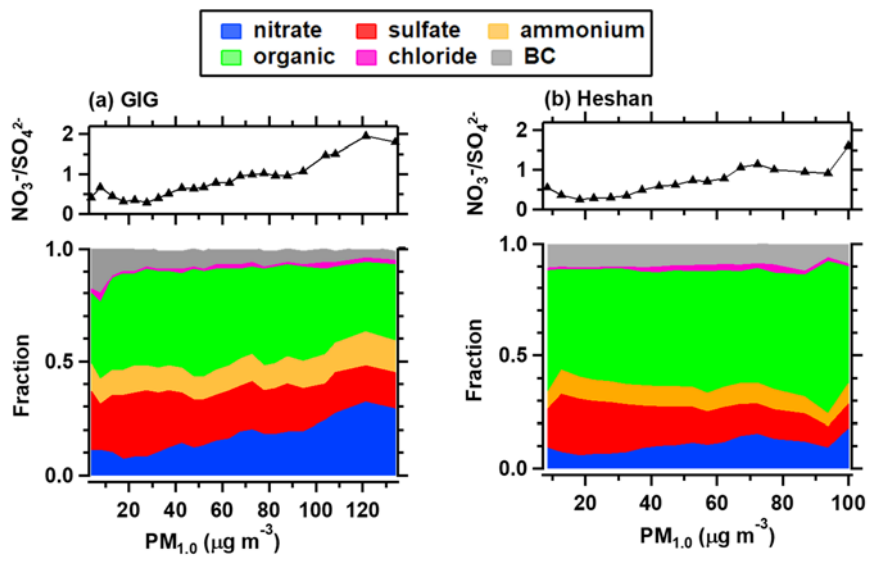 nitrate sulfate ammonium
organic chloride BC
(a) GIG
NO₃⁻/SO₄²⁻
2
1
0
1.0
0.5
0.0
Fraction
20 40 60 80 100 120
PM₁.₀ (μg m⁻³)
(b) Heshan
NO₃⁻/SO₄²⁻
2
1
0
1.0
0.5
0.0
Fraction
20 40 60 80 100
PM₁.₀ (μg m⁻³)